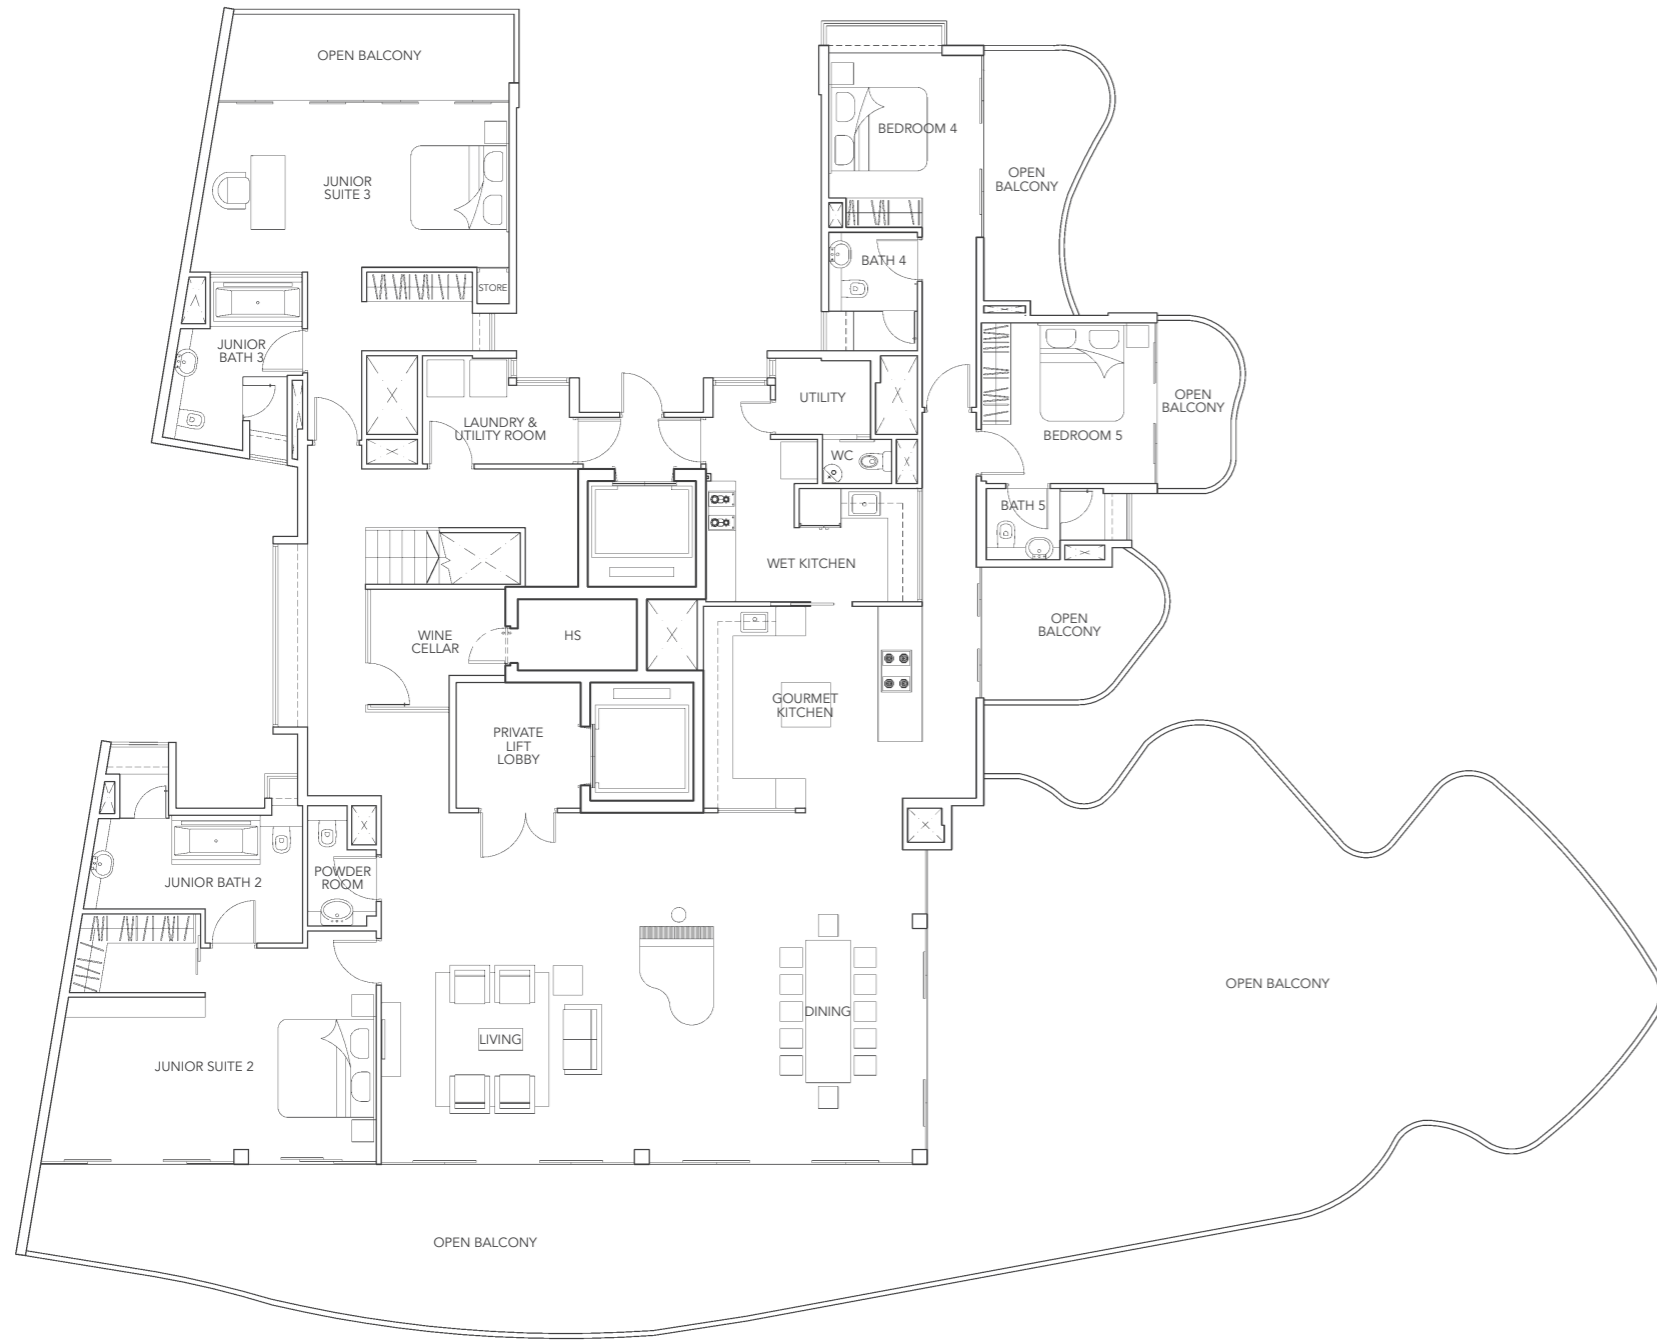 OPEN BALCONY
BEDROOM 4
JUNIOR
SUITE 3
OPEN
BALCONY
BATH 4
STORE
JUNIOR
BATH 3
UTILITY
OPEN
BALCONY
LAUNDRY &
UTILITY ROOM
BEDROOM 5
WC
BATH 5
WET KITCHEN
OPEN
BALCONY
WINE
CELLAR
HS
GOURMET
KITCHEN
PRIVATE
LIFT
LOBBY
POWDER
ROOM
JUNIOR BATH 2
OPEN BALCONY
DINING
LIVING
JUNIOR SUITE 2
OPEN BALCONY